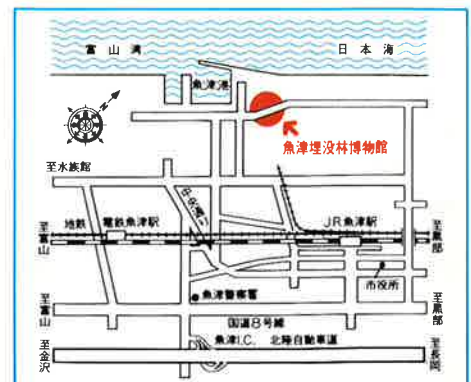 富山湾
日本海
魚津港
魚津埋没林博物館
至水族館
中央通り
地鉄
電鉄魚津駅
JR魚津駅
至富山
至黒部
市役所
魚津警察署
至富山
国道8号線
至黒部
魚津I.C.
北陸自動車道
至金沢
至長岡